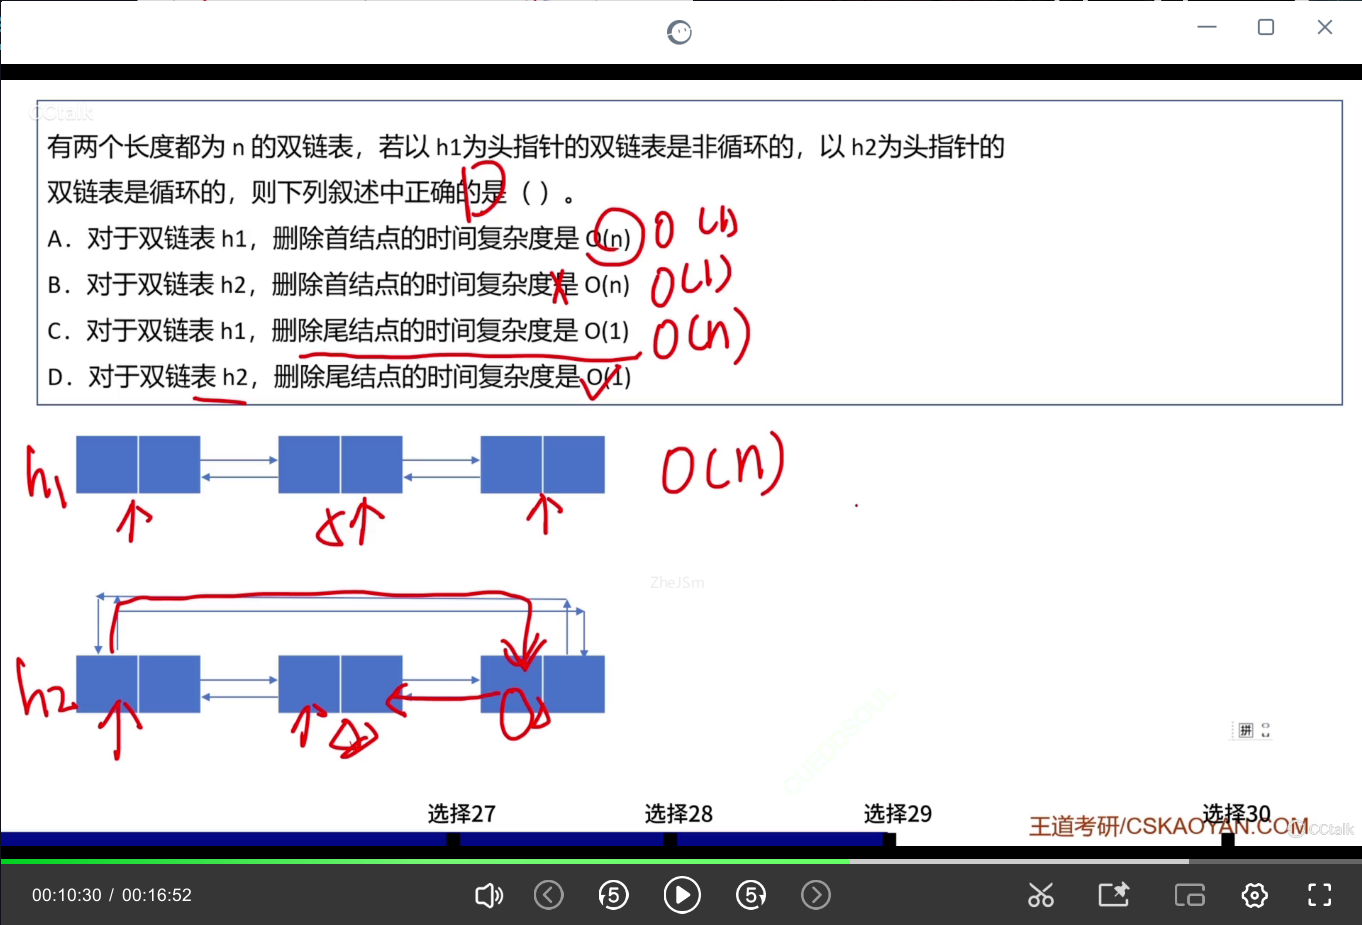 CCtalk
有两个长度都为 n 的双链表，若以 h1为头指针的双链表是非循环的，以 h2为头指针的
双链表是循环的，则下列叙述中正确的是（ ）。
D
A．对于双链表 h1，删除首结点的时间复杂度是 O(n) O(1)
B．对于双链表 h2，删除首结点的时间复杂度是 O(n) O(1)
C．对于双链表 h1，删除尾结点的时间复杂度是 O(1) O(n)
D．对于双链表 h2，删除尾结点的时间复杂度是 O(1)
h1 O(n)
ZheJSm
h2
拼
选择27 选择28 选择29 选择30
王道考研/CSKAOYAN.COM
CCtalk
00:10:30 / 00:16:52
5 5